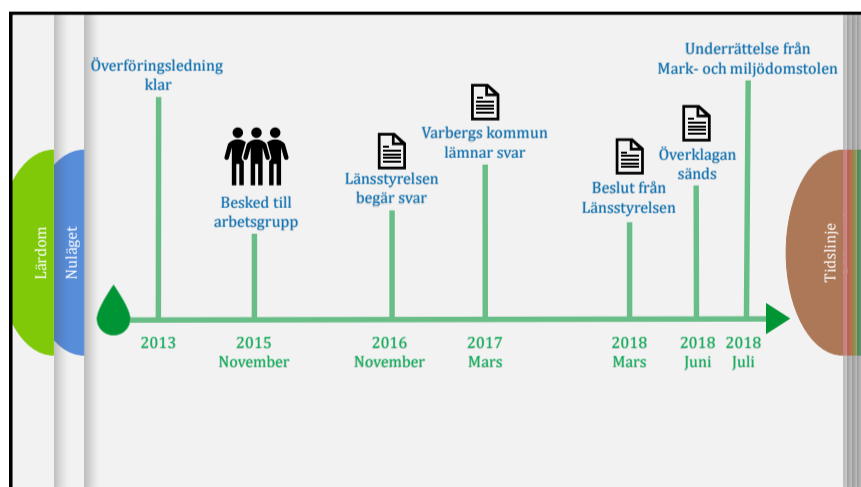 Lärdom
Nuläget
Överföringsledning
klar
2013
Besked till
arbetsgrupp
2015
November
Länsstyrelsen
begär svar
2016
November
Varbergs kommun
lämnar svar
2017
Mars
Beslut från
Länsstyrelsen
2018
Mars
Överklagan
sänds
2018
Juni
Underrättelse från
Mark- och miljödomstolen
2018
Juli
Tidslinje